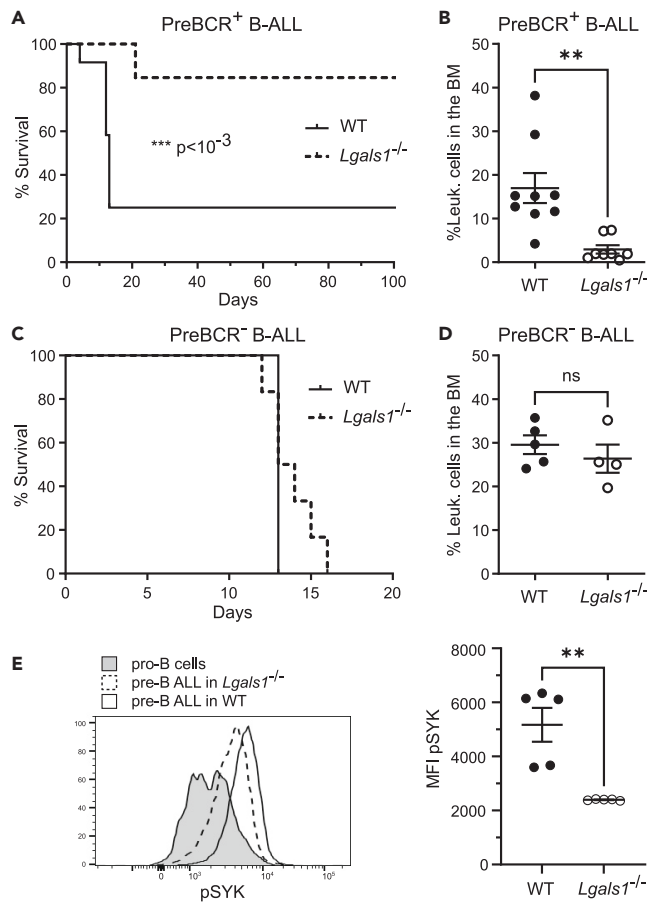 A
PreBCR+ B-ALL
% Survival
100
80
60
40
20
0
*** p<10-3
WT
Lgals1-/-
0 20 40 60 80 100
Days
B
PreBCR+ B-ALL
%Leuk. cells in the BM
50
40
30
20
10
0
**
WT Lgals1-/-
C
PreBCR- B-ALL
% Survival
100
80
60
40
20
0
WT
Lgals1-/-
0 5 10 15 20
Days
D
PreBCR- B-ALL
% Leuk. cells in the BM
50
40
30
20
10
0
ns
WT Lgals1-/-
E
pro-B cells
pre-B ALL in Lgals1-/-
pre-B ALL in WT
100
80
60
40
20
0
0 103 104 105
pSYK
MFI pSYK
8000
6000
4000
2000
0
**
WT Lgals1-/-